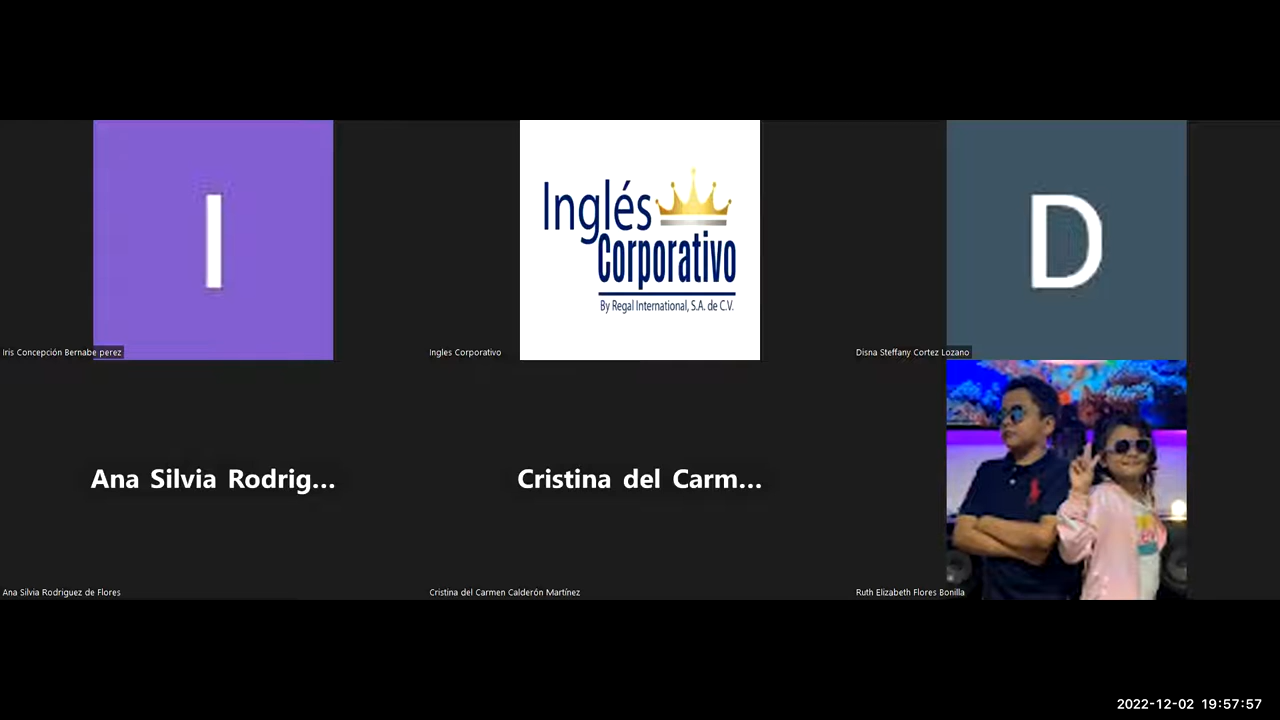 I
Inglés
Corporativo
By Regal International, S.A. de C.V.
D
Iris Concepción Bernabe perez
Ingles Corporativo
Disna Steffany Cortez Lozano
Ana Silvia Rodrig...
Cristina del Carm...
Ana Silvia Rodriguez de Flores
Cristina del Carmen Calderón Martínez
Ruth Elizabeth Flores Bonilla
2022-12-02 19:57:57